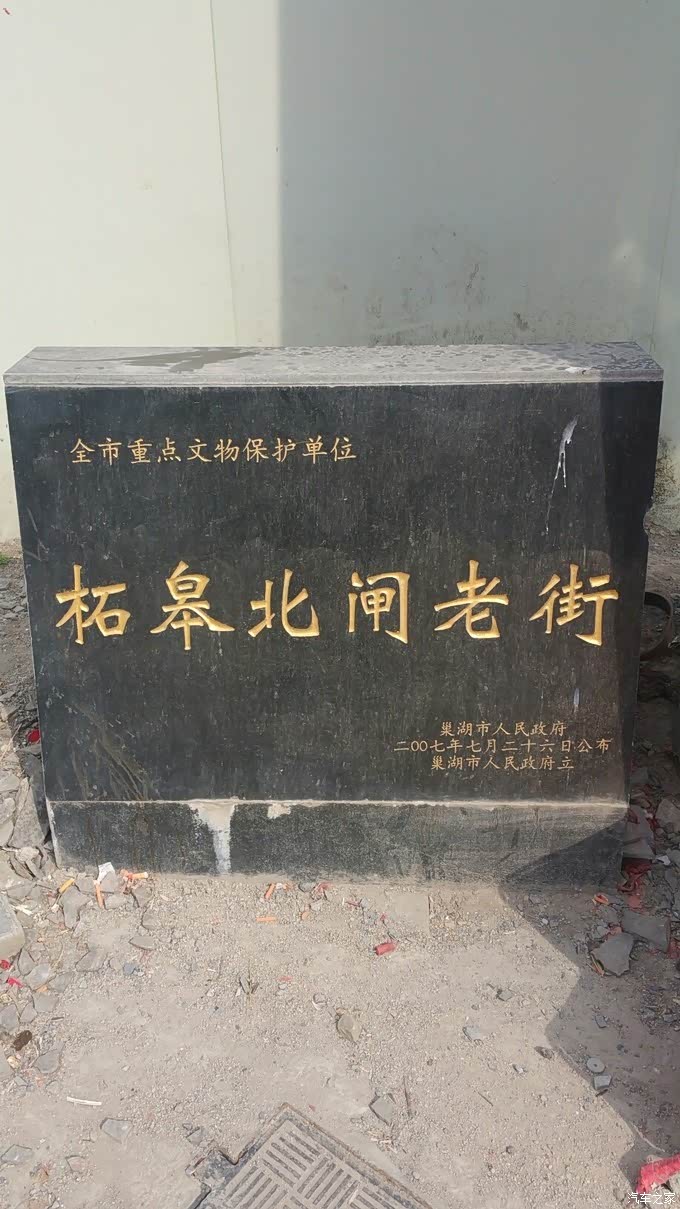 全市重点文物保护单位
柘皋北闸老街
巢湖市人民政府
二00七年七月二十六日公布
巢湖市人民政府立
汽车之家